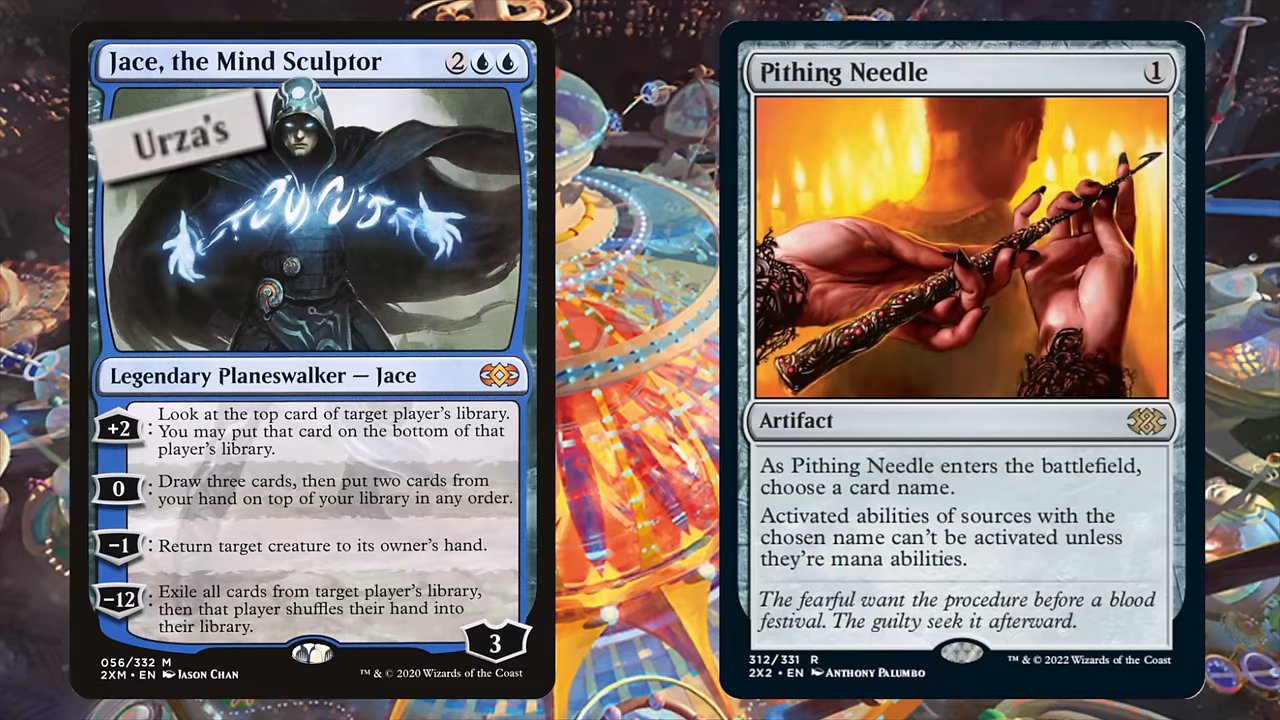 Jace, the Mind Sculptor 2
Urza's
Legendary Planeswalker — Jace
+2 : Look at the top card of target player's library.
You may put that card on the bottom of that
player's library.
0 : Draw three cards, then put two cards from
your hand on top of your library in any order.
−1 : Return target creature to its owner's hand.
−12 : Exile all cards from target player's library,
then that player shuffles their hand into
their library.
3
056/332 M
2XM • EN Jason Chan
™ & © 2020 Wizards of the Coast
Pithing Needle 1
Artifact
As Pithing Needle enters the battlefield,
choose a card name.
Activated abilities of sources with the
chosen name can't be activated unless
they're mana abilities.
The fearful want the procedure before a blood
festival. The guilty seek it afterward.
312/331 R
2X2 • EN Anthony Palumbo
™ & © 2022 Wizards of the Coast